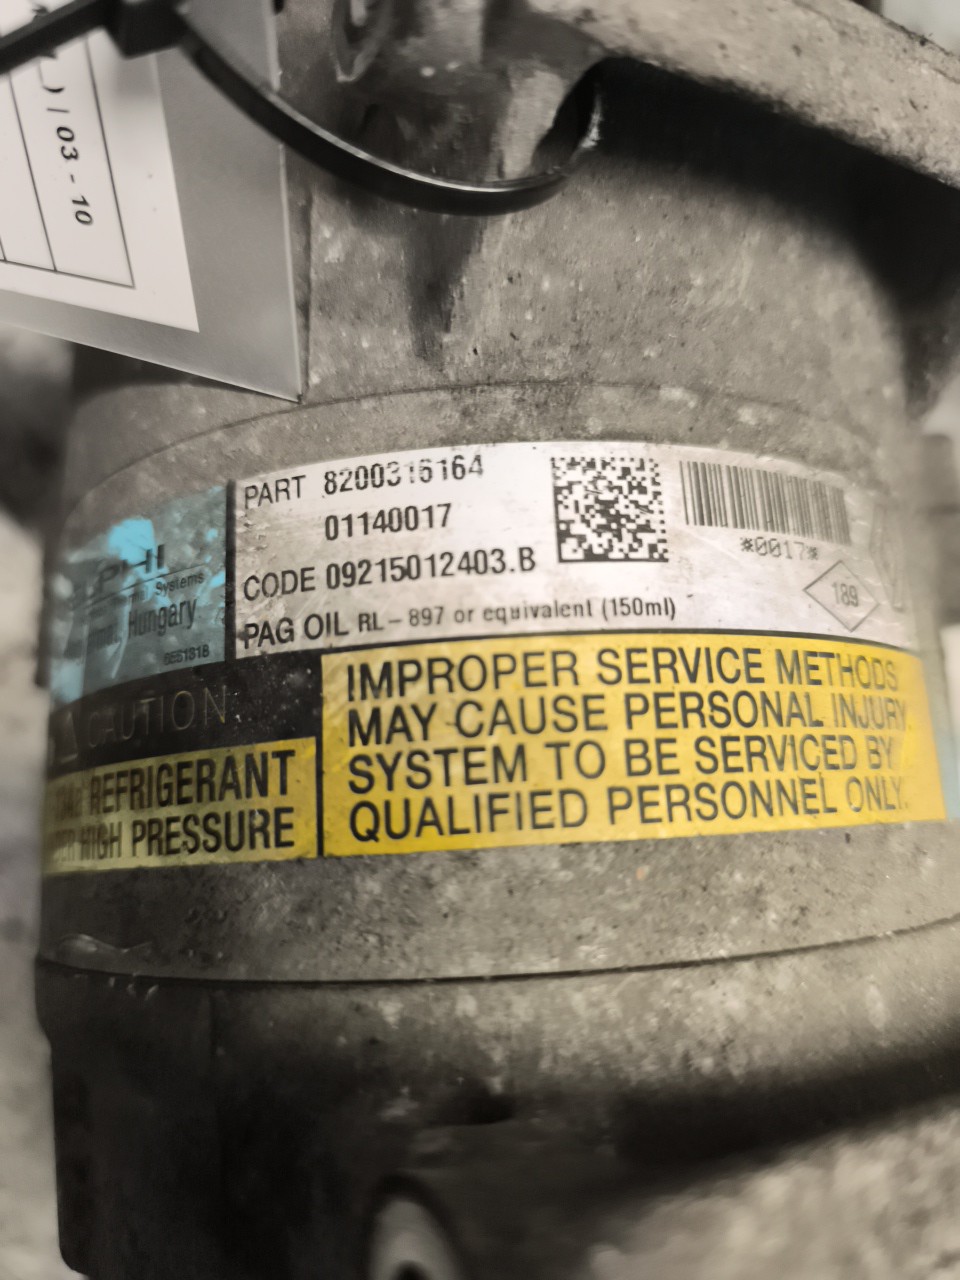 ) / 03 - 10
PART 8200316164
01140017
CODE 09215012403.B
PAG OIL RL-897 or equivalent (150ml)
*0017*
189
Systems
Hungary
CAUTION
REFRIGERANT
HIGH PRESSURE
IMPROPER SERVICE METHODS
MAY CAUSE PERSONAL INJURY.
SYSTEM TO BE SERVICED BY
QUALIFIED PERSONNEL ONLY.